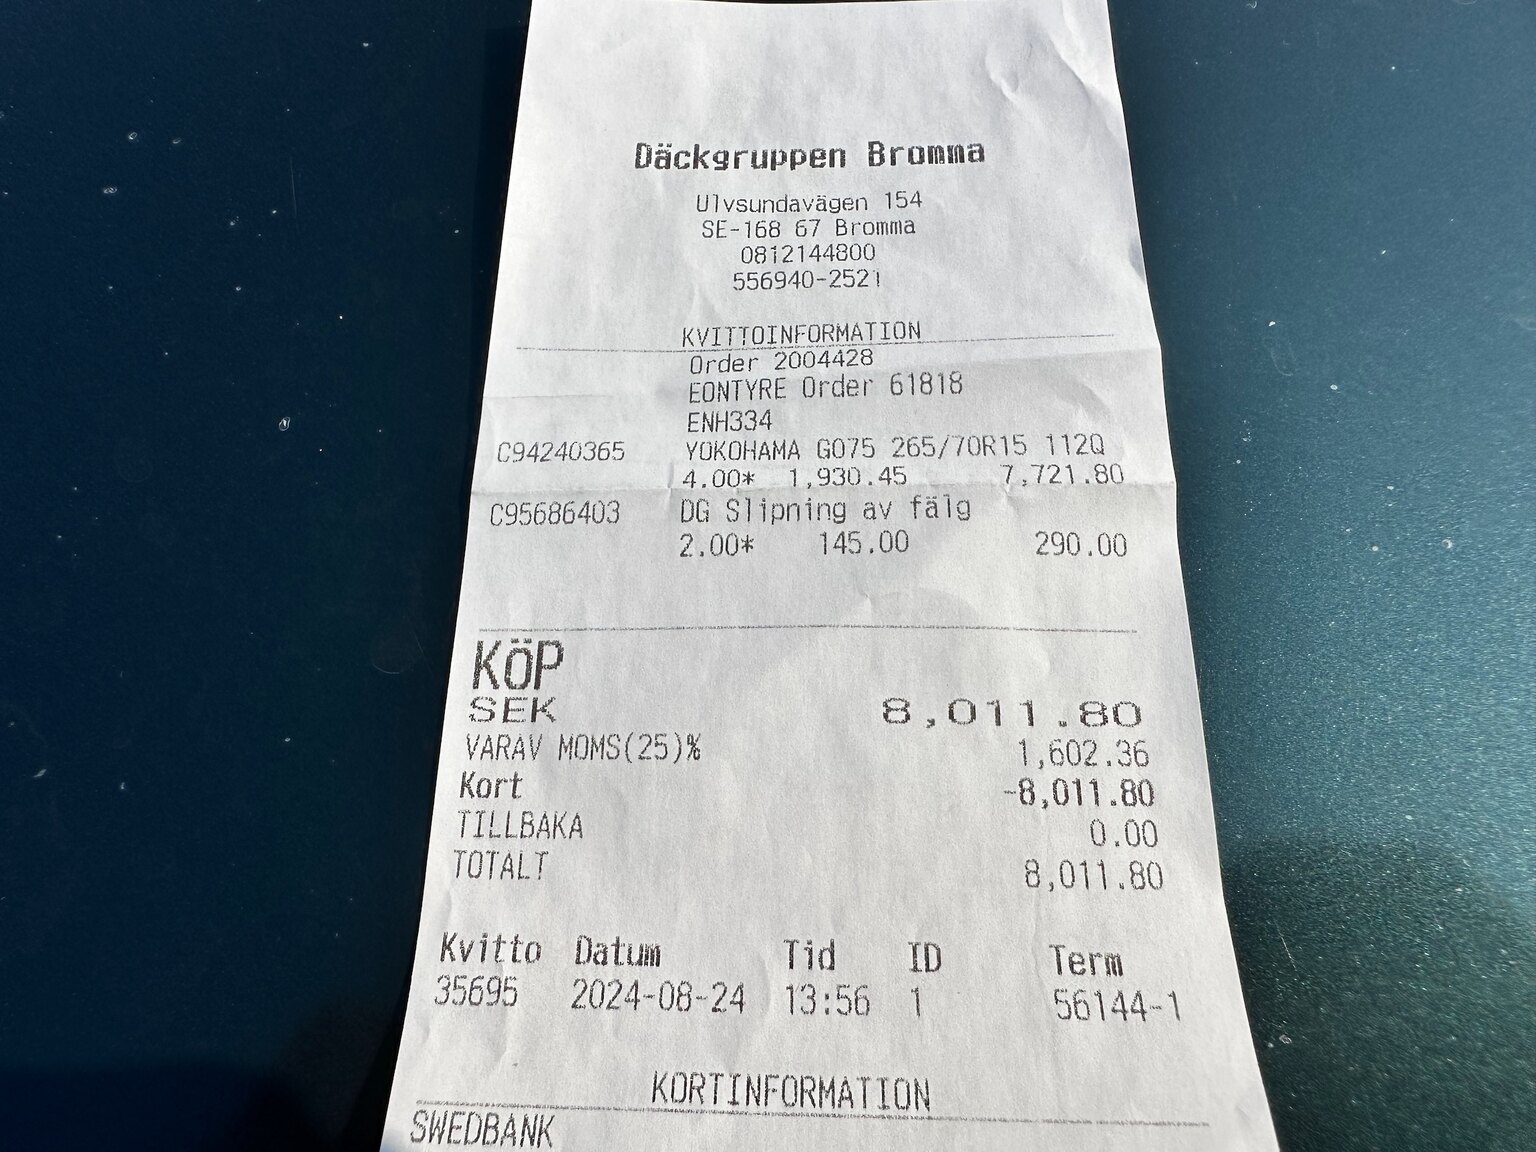 Däckgruppen Bromma
Ulvsundavägen 154
SE-168 67 Bromma
0812144800
556940-2521
KVITTOINFORMATION
Order 2004428
EONTYRE Order 61818
ENH334
C94240365 YOKOHAMA G075 265/70R15 112Q
4.00* 1,930.45 7,721.80
C95686403 DG Slipning av fälg
2.00* 145.00 290.00
KÖP
SEK 8,011.80
VARAV MOMS(25)% 1,602.36
Kort -8,011.80
TILLBAKA 0.00
TOTALT 8,011.80
Kvitto Datum Tid ID Term
35695 2024-08-24 13:56 1 56144-1
KORTINFORMATION
SWEDBANK